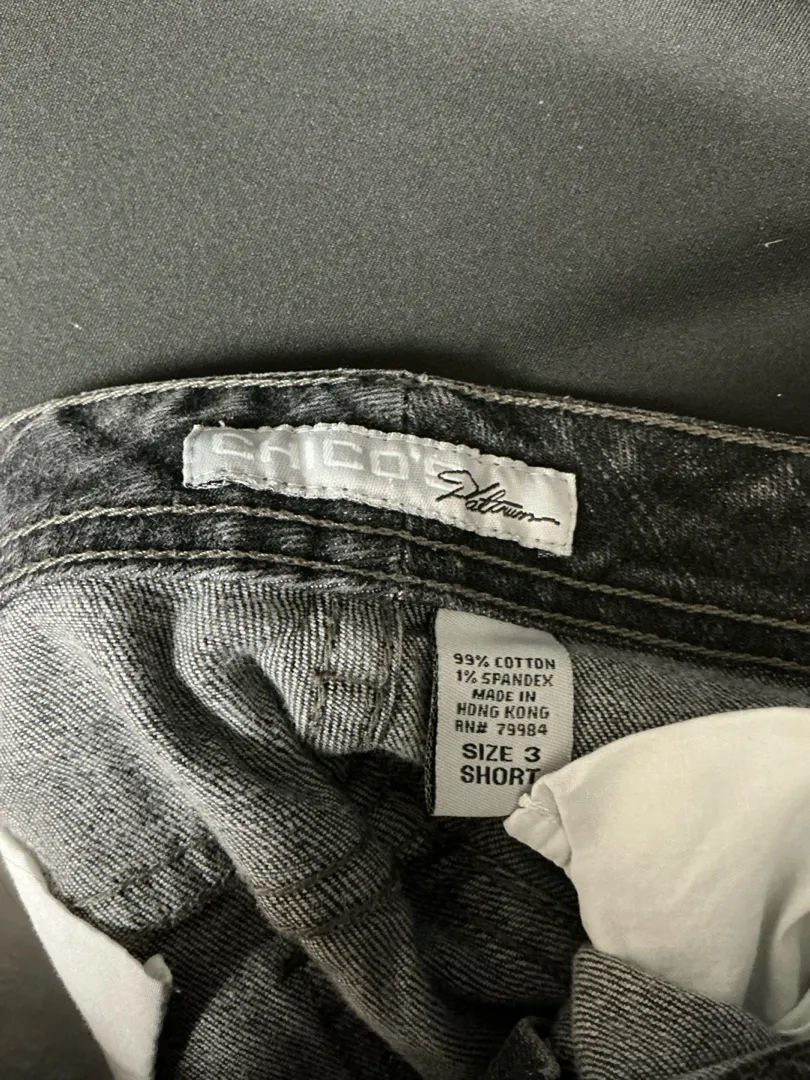 CHICO'S Platinum
99% COTTON
1% SPANDEX
MADE IN
HONG KONG
RN# 79984
SIZE 3
SHORT